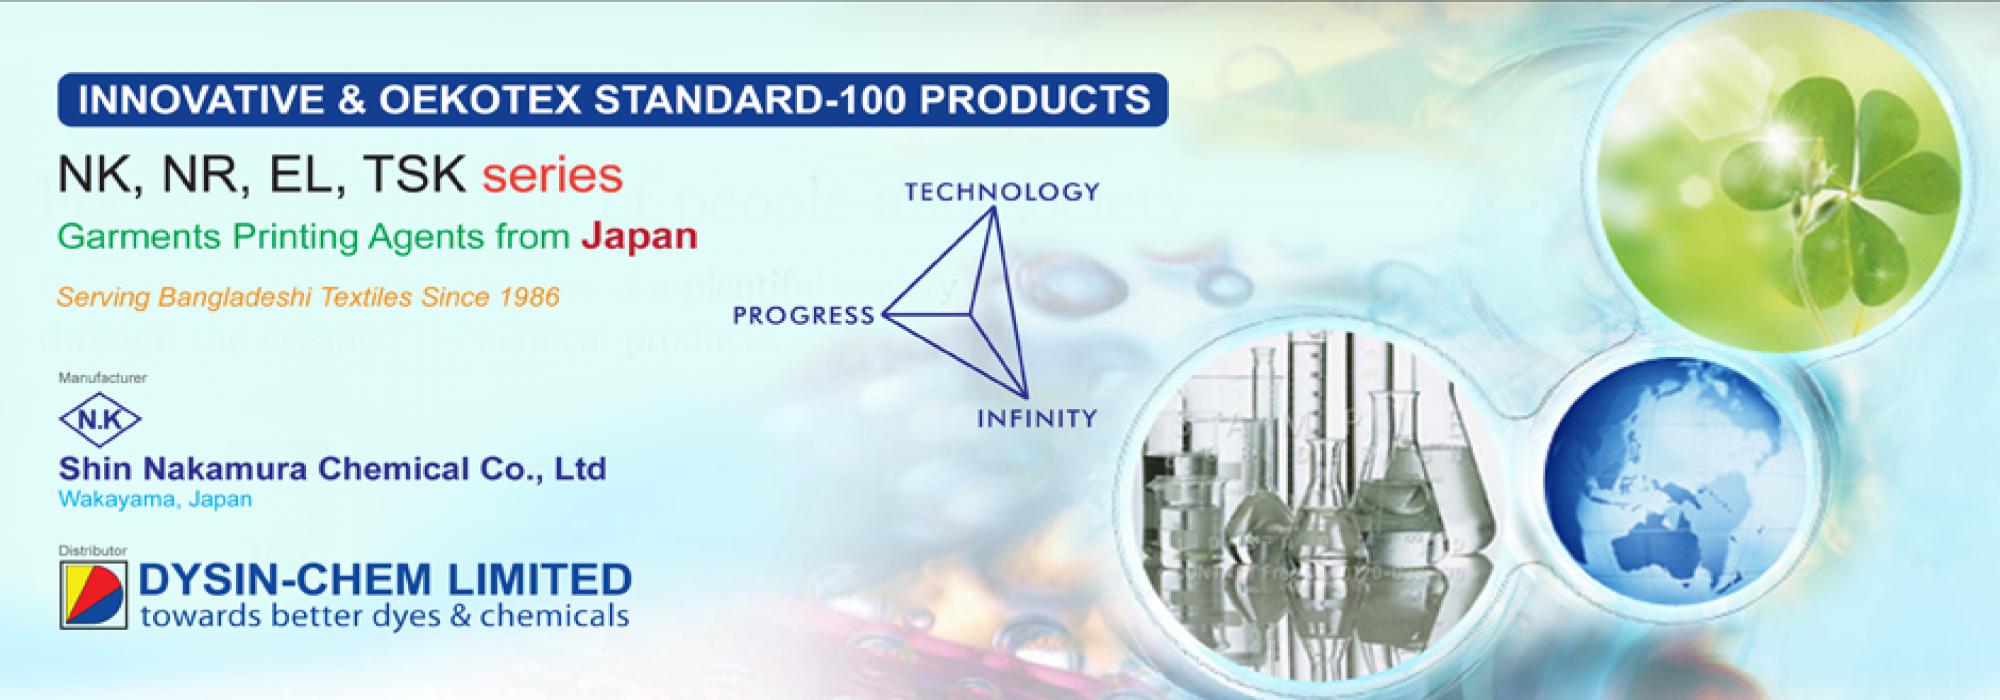 INNOVATIVE & OEKOTEX STANDARD-100 PRODUCTS
NK, NR, EL, TSK series
Garments Printing Agents from Japan
Serving Bangladeshi Textiles Since 1986
TECHNOLOGY
PROGRESS
INFINITY
Manufacturer
N.K
Shin Nakamura Chemical Co., Ltd
Wakayama, Japan
Distributor
DYSIN-CHEM LIMITED
towards better dyes & chemicals